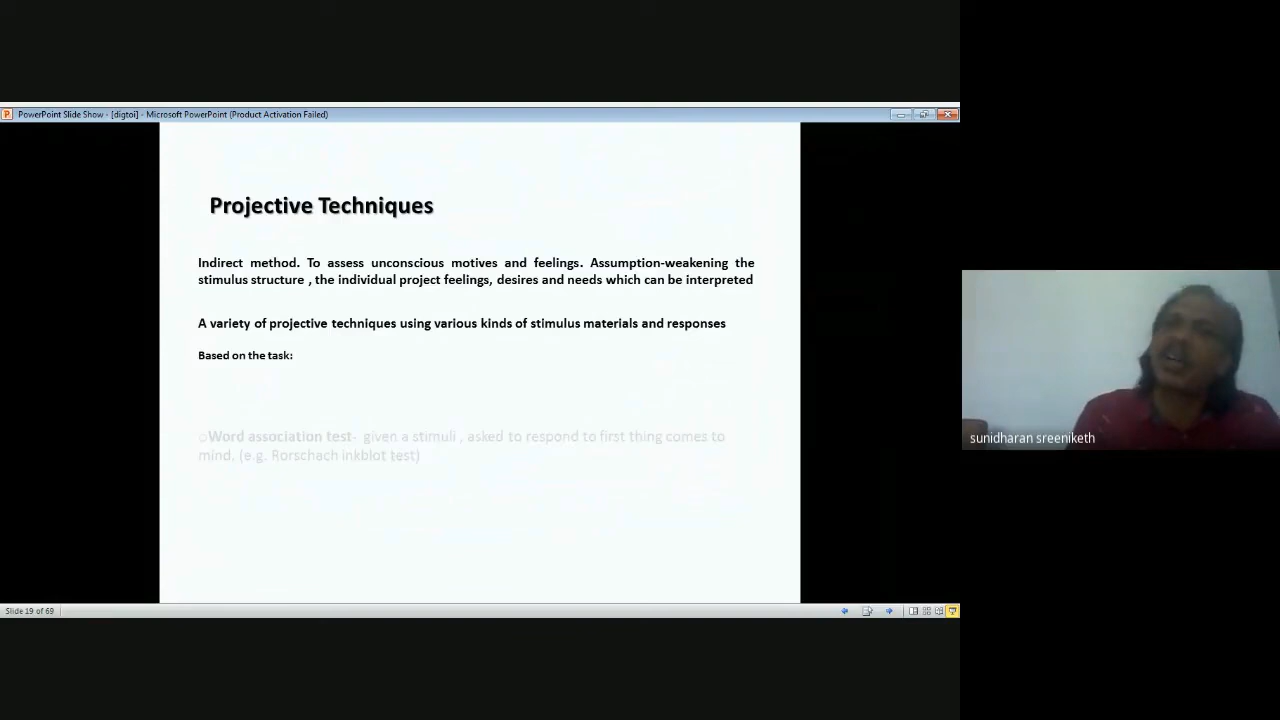 PowerPoint Slide Show - [digtoi] - Microsoft PowerPoint (Product Activation Failed)
Projective Techniques
Indirect method. To assess unconscious motives and feelings. Assumption-weakening the
stimulus structure , the individual project feelings, desires and needs which can be interpreted
A variety of projective techniques using various kinds of stimulus materials and responses
Based on the task:
oWord association test- given a stimuli , asked to respond to first thing comes to
mind, (e.g. Rorschach inkblot test)
sunidharan sreeniketh
Slide 19 of 69